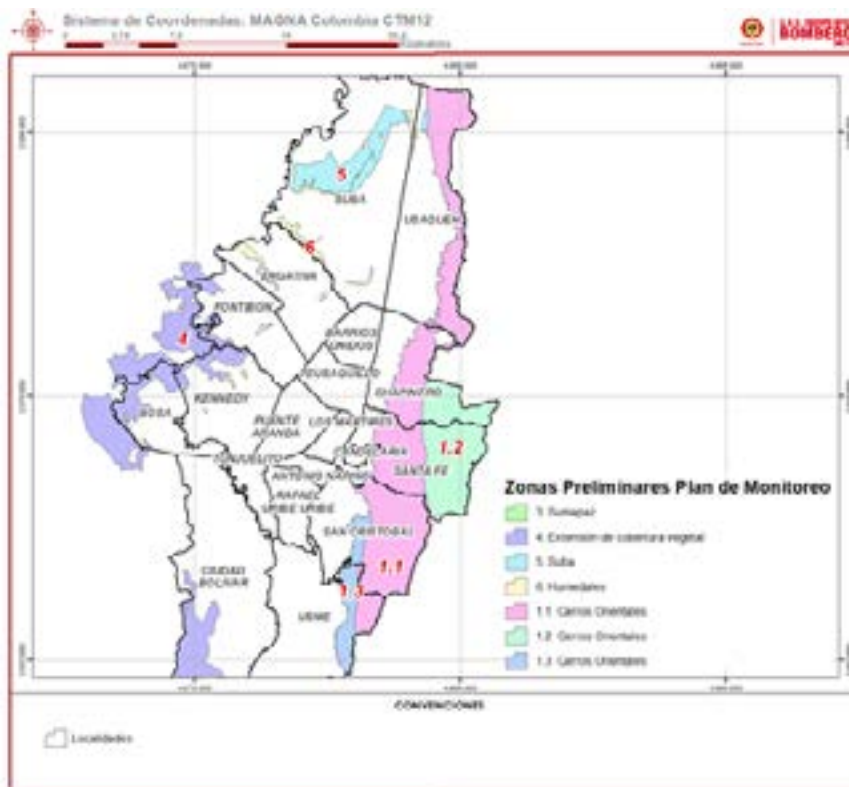 Sistema de Coordenadas: MAGNA Colombia CTM12
BOMBEROS
5
SUBA
USAQUEN
6
ENGATIVA
FONTIBON
BARRIOS
UNIDOS
4
TEUSAQUILLO
CHAPINERO
KENNEDY
BOSA
PUENTE
ARANDA
LOS MARTIRES
1.2
CANDELARIA
TUNJUELITO
SANTA FE
ANTONIO NARIÑO
RAFAEL
URIBE URIBE
SAN CRISTOBAL
1.1
CIUDAD
BOLIVAR
1.3
USME
Zonas Preliminares Plan de Monitoreo
3. Sumapaz
4. Extensión de cobertura vegetal
5. Suba
6. Humedales
1.1 Cerros Orientales
1.2 Cerros Orientales
1.3 Cerros Orientales
CONVENCIONES
Localidades